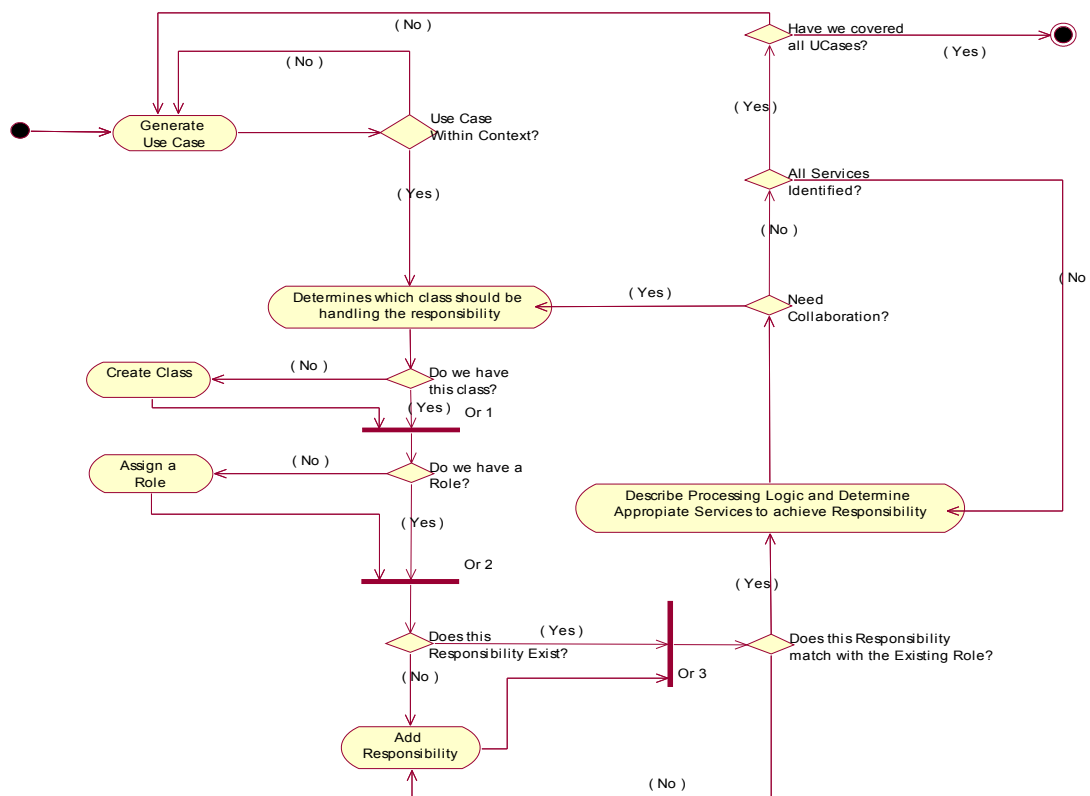 ( No )
Have we covered
all UCases?
( Yes )
( No )
Generate
Use Case
Use Case
Within Context?
( Yes )
( Yes )
All Services
Identified?
( No )
( No
Determines which class should be
handling the responsibility
( Yes )
Need
Collaboration?
( No )
Create Class
Do we have
this class?
( Yes )
Or 1
( No )
Assign a
Role
Do we have a
Role?
( Yes )
Describe Processing Logic and Determine
Appropiate Services to achieve Responsibility
Or 2
( Yes )
Does this
Responsibility Exist?
( Yes )
Does this Responsibility
match with the Existing Role?
( No )
Or 3
Add
Responsibility
( No )